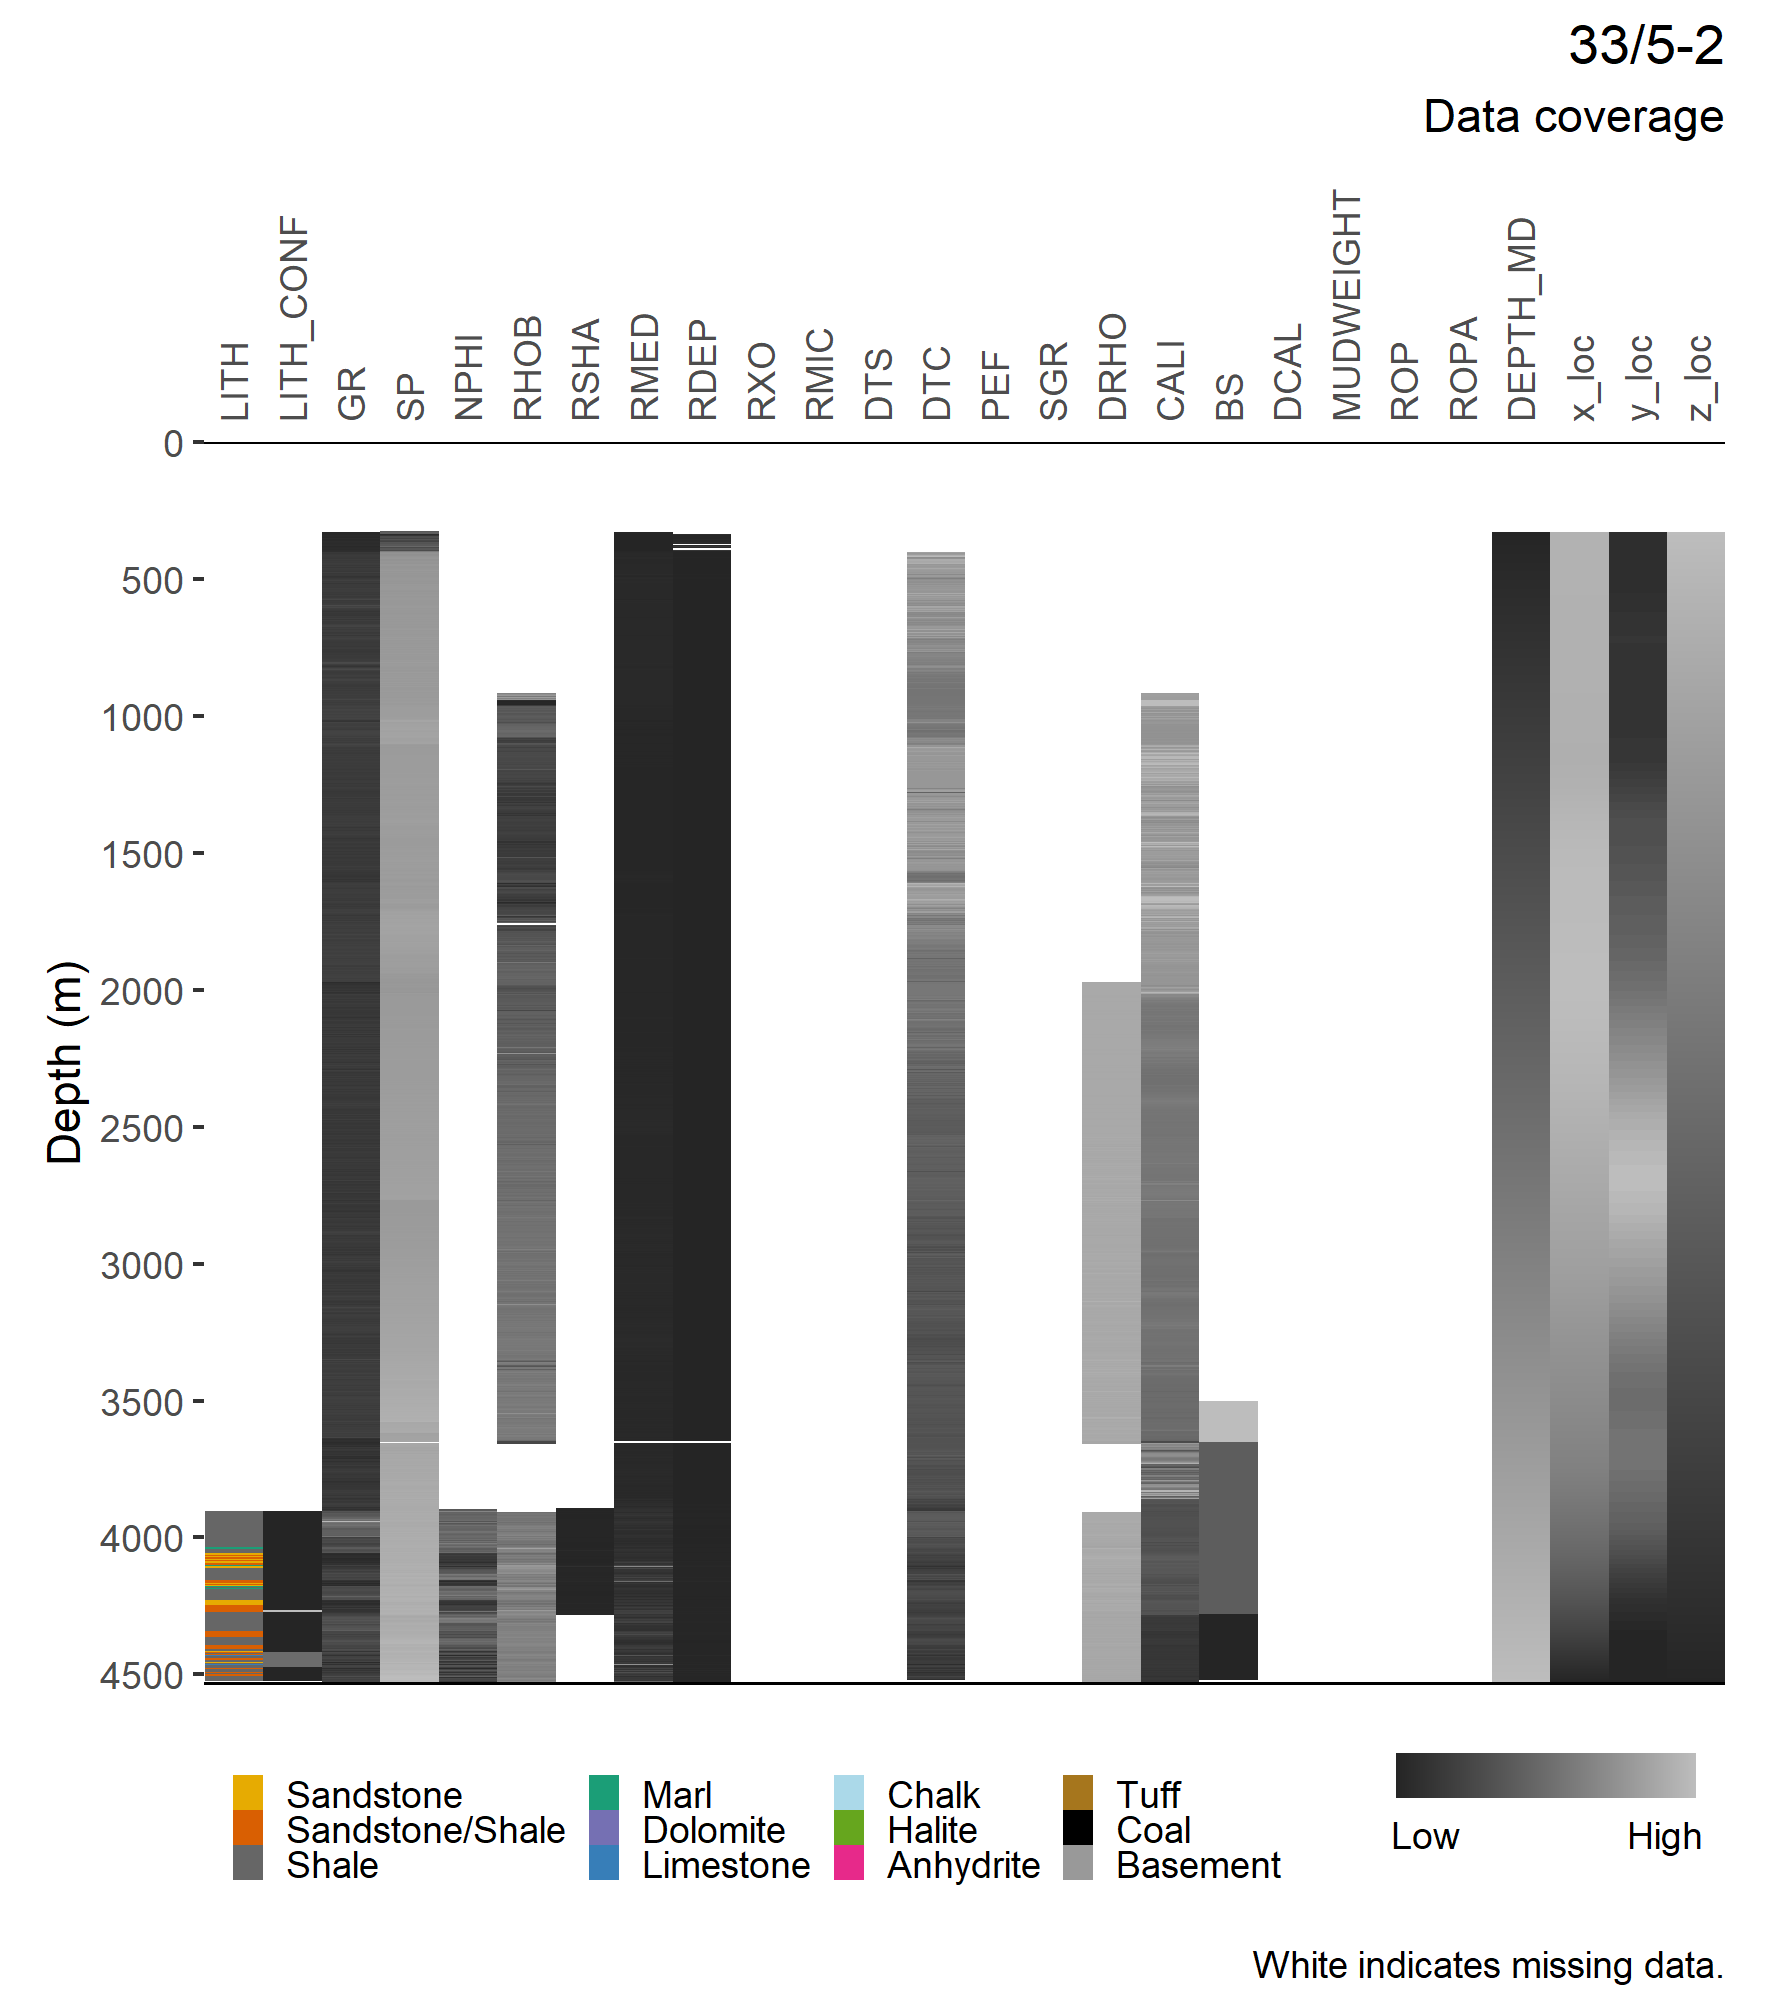 33/5-2
Data coverage
LITH
LITH_CONF
GR
SP
NPHI
RHOB
RSHA
RMED
RDEP
RXO
RMIC
DTS
DTC
PEF
SGR
DRHO
CALI
BS
DCAL
MUDWEIGHT
ROP
ROPA
DEPTH_MD
x_loc
y_loc
z_loc
Depth (m)
0
500
1000
1500
2000
2500
3000
3500
4000
4500
Sandstone
Sandstone/Shale
Shale
Marl
Dolomite
Limestone
Chalk
Halite
Anhydrite
Tuff
Coal
Basement
Low
High
White indicates missing data.